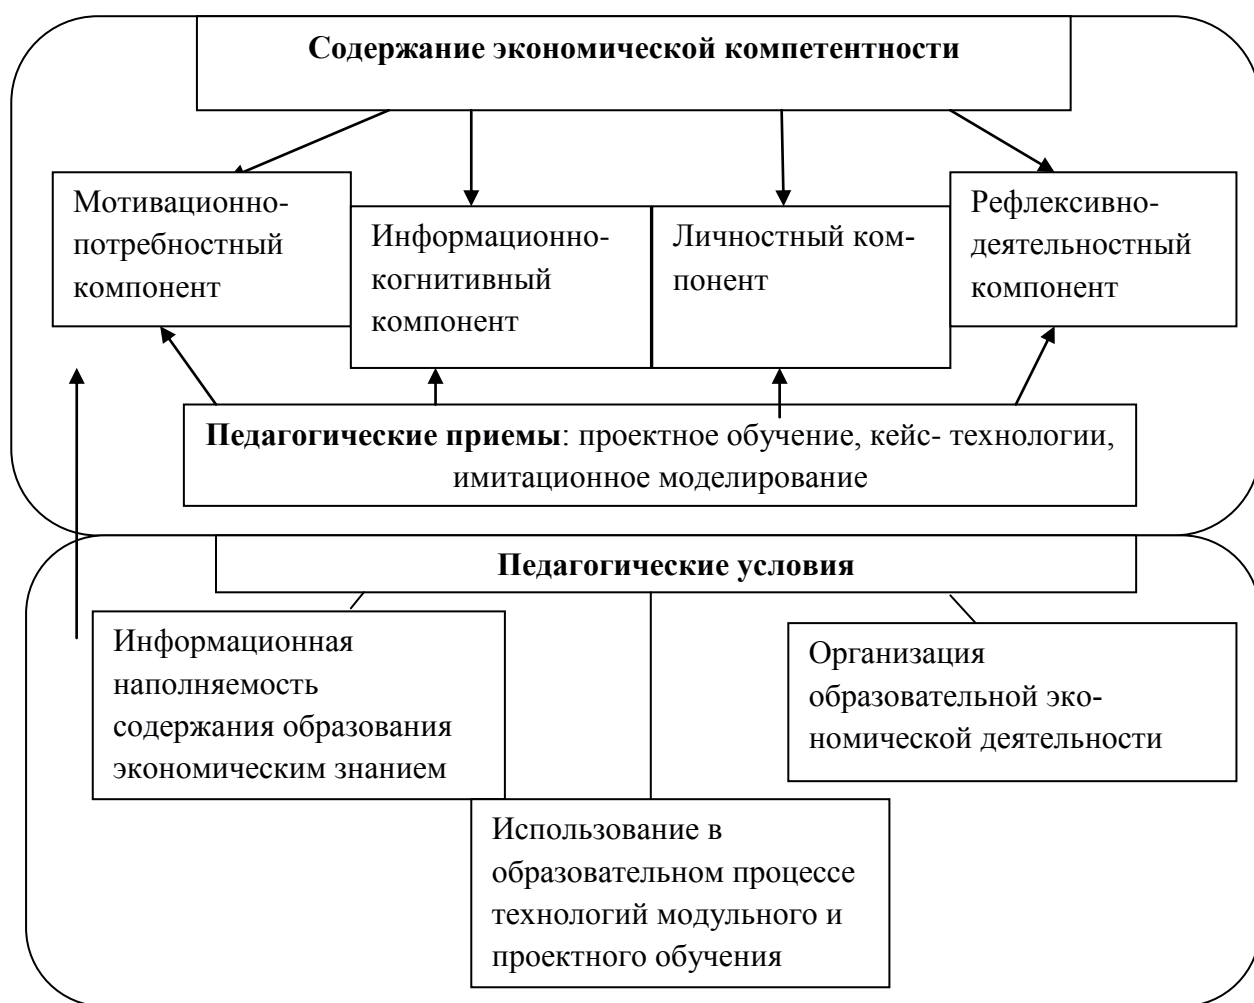 Содержание экономической компетентности
Мотивационно-
потребностный
компонент
Информационно-
когнитивный
компонент
Личностный ком-
понент
Рефлексивно-
деятельностный
компонент
Педагогические приемы: проектное обучение, кейс- технологии,
имитационное моделирование
Педагогические условия
Информационная
наполняемость
содержания образования
экономическим знанием
Использование в
образовательном процессе
технологий модульного и
проектного обучения
Организация
образовательной эко-
номической деятельности